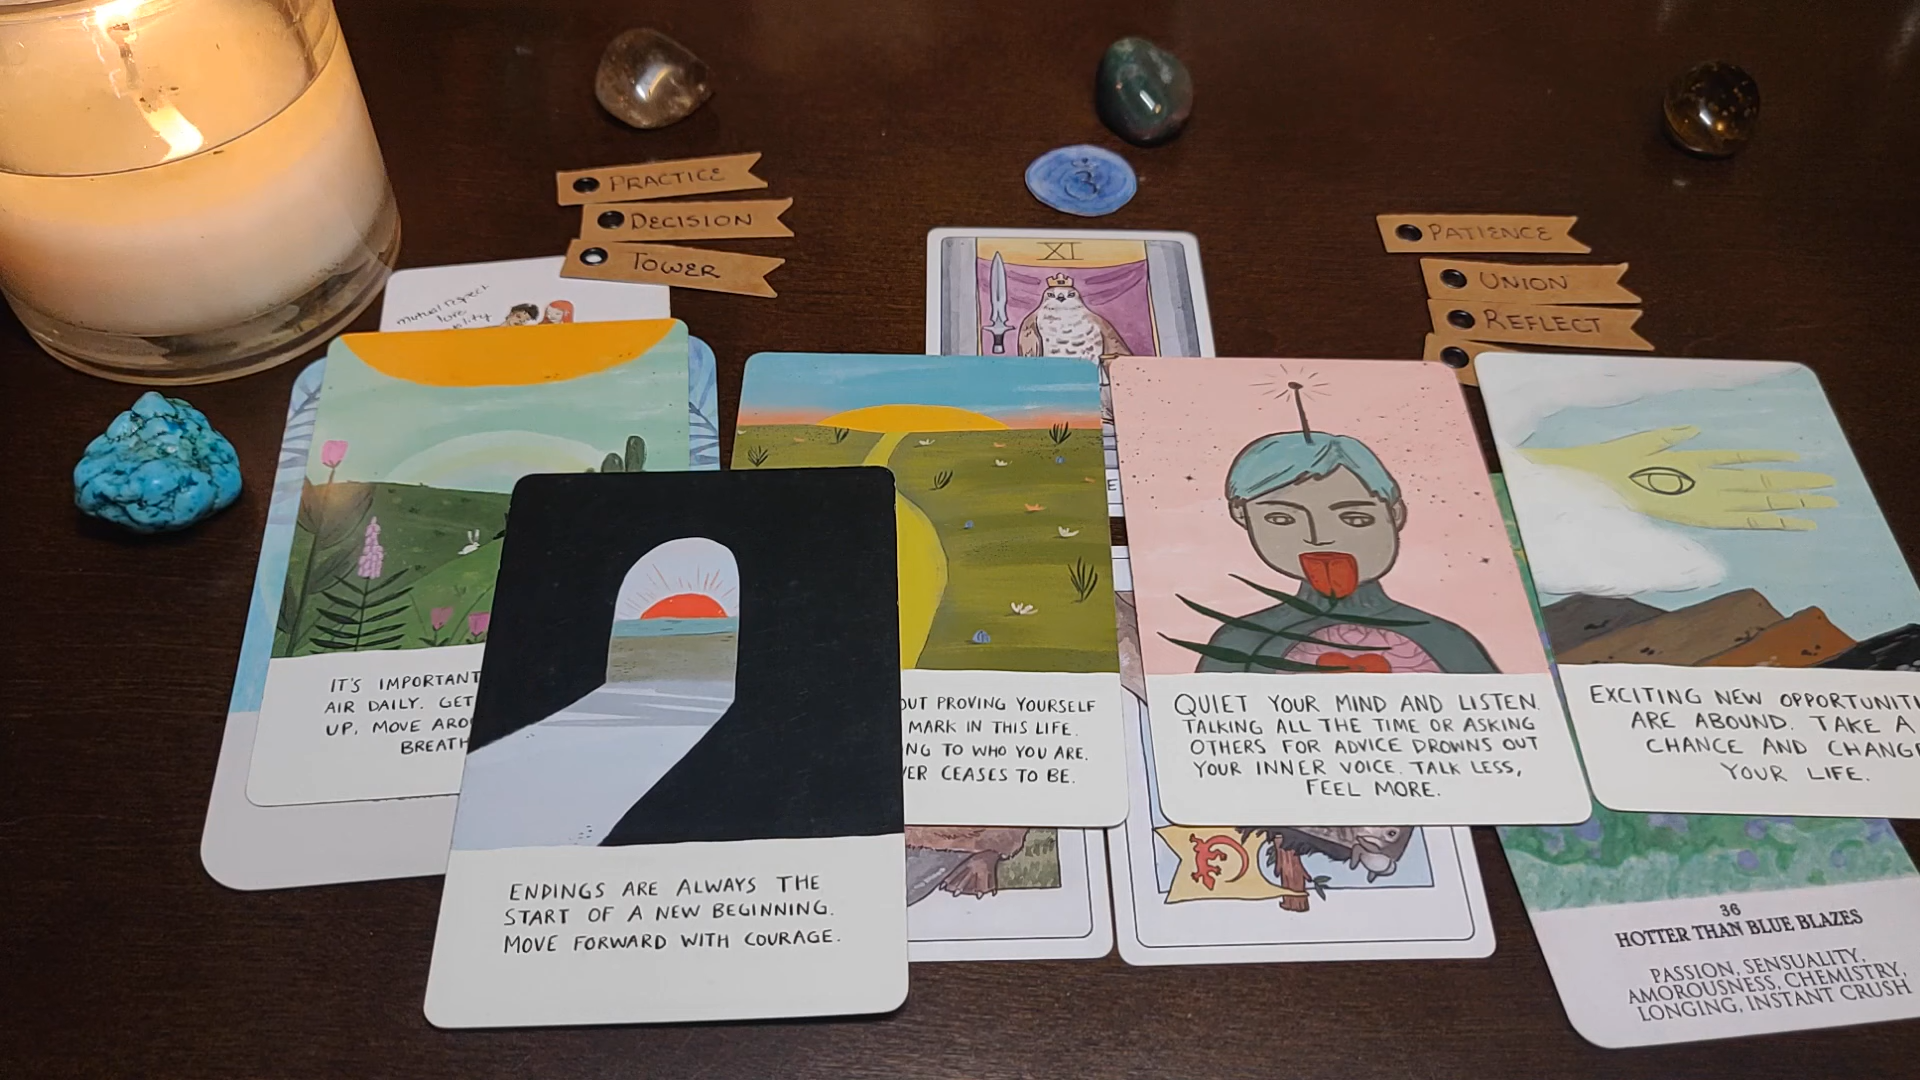 PRACTICE
DECISION
TOWER
PATIENCE
UNION
REFLECT
Mutual Respect
love
XI
E
IT'S IMPORTANT
AIR DAILY. GET
UP, MOVE ARO
BREATH
ENDINGS ARE ALWAYS THE
START OF A NEW BEGINNING.
MOVE FORWARD WITH COURAGE.
OUT PROVING YOURSELF
MARK IN THIS LIFE.
NG TO WHO YOU ARE.
VER CEASES TO BE.
QUIET YOUR MIND AND LISTEN.
TALKING ALL THE TIME OR ASKING
OTHERS FOR ADVICE DROWNS OUT
YOUR INNER VOICE. TALK LESS,
FEEL MORE.
EXCITING NEW OPPORTUNITI
ARE ABOUND. TAKE A
CHANCE AND CHANGE
YOUR LIFE.
36
HOTTER THAN BLUE BLAZES
PASSION, SENSUALITY,
AMOROUSNESS, CHEMISTRY,
LONGING, INSTANT CRUSH